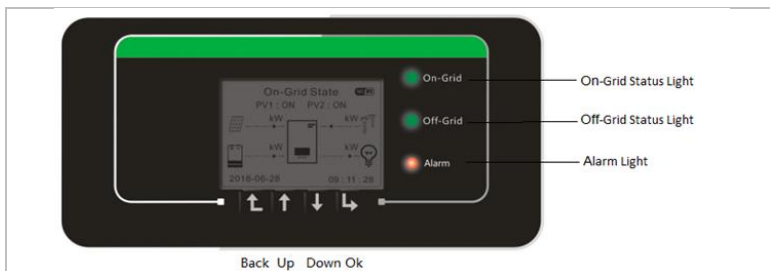 On-Grid State
PV1 : ON PV2 : ON
kW kW
kW kW
2018-06-28 09 : 11 : 28
On-Grid
Off-Grid
Alarm
On-Grid Status Light
Off-Grid Status Light
Alarm Light
Back Up Down Ok